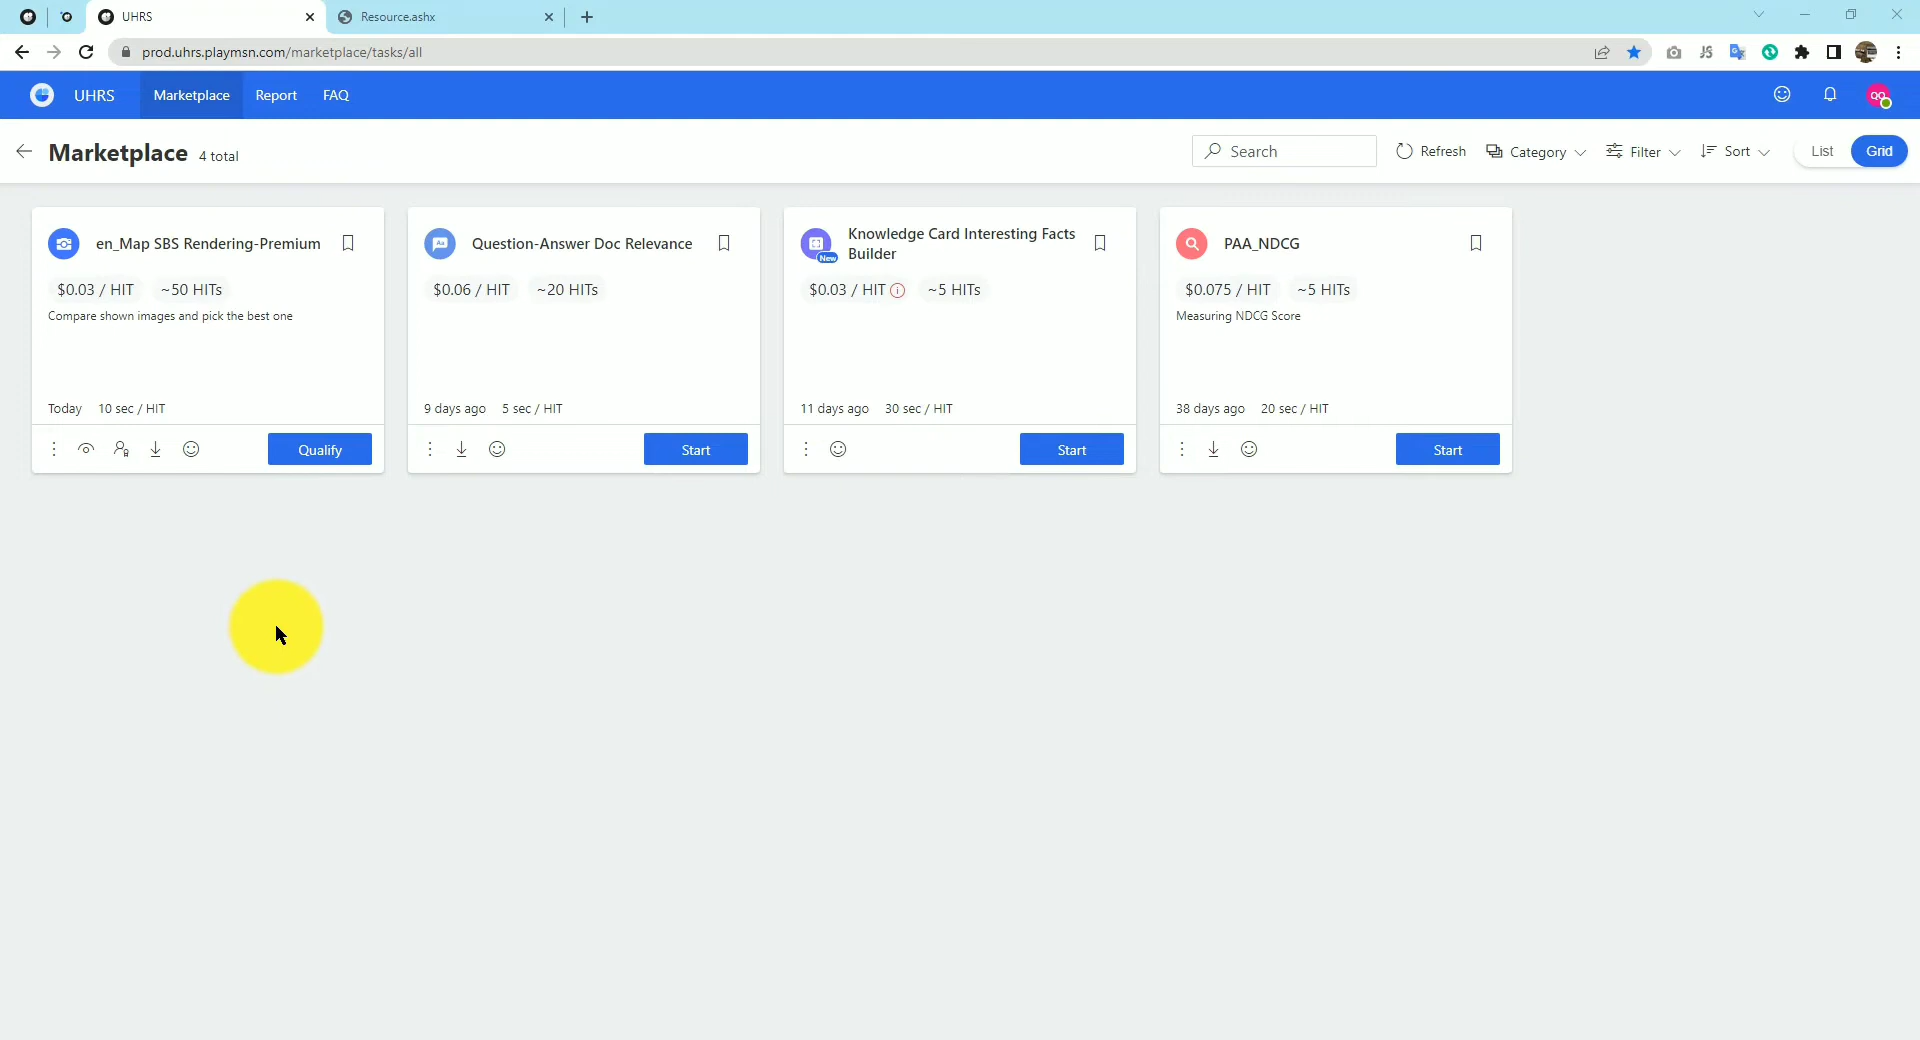 UHRS
Resource.ashx
prod.uhrs.playmsn.com/marketplace/tasks/all
UHRS Marketplace Report FAQ
QQ
Marketplace 4 total
Search Refresh Category Filter Sort List Grid
en_Map SBS Rendering-Premium
$0.03 / HIT ~50 HITs
Compare shown images and pick the best one
Today 10 sec / HIT
Qualify
Aa
Question-Answer Doc Relevance
$0.06 / HIT ~20 HITs
9 days ago 5 sec / HIT
Start
New
Knowledge Card Interesting Facts
Builder
$0.03 / HIT ~5 HITs
11 days ago 30 sec / HIT
Start
PAA_NDCG
$0.075 / HIT ~5 HITs
Measuring NDCG Score
38 days ago 20 sec / HIT
Start